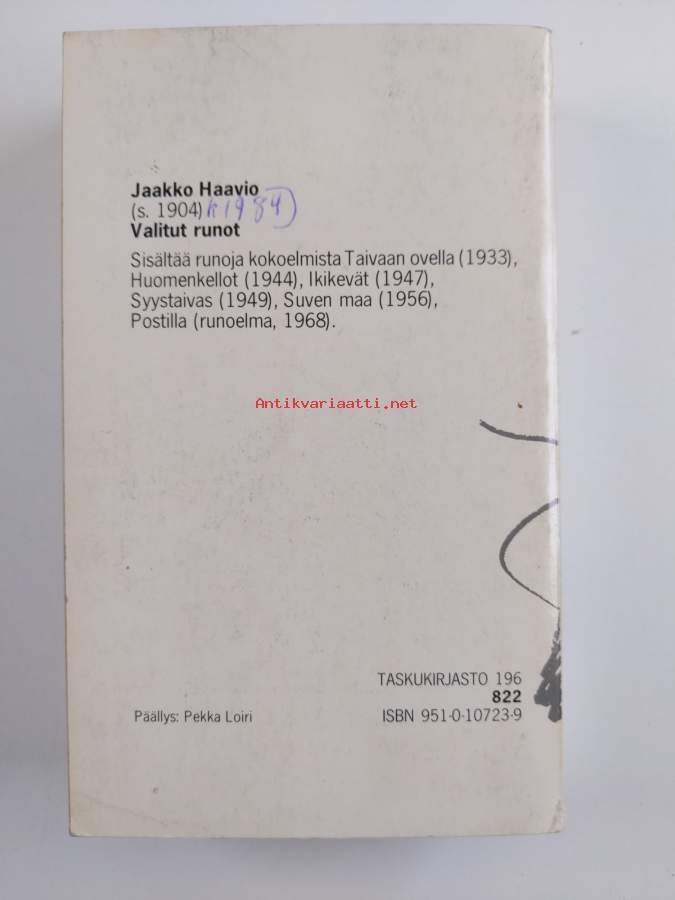 Jaakko Haavio
(s. 1904) k 1984)
Valitut runot
Sisältää runoja kokoelmista Taivaan ovella (1933),
Huomenkellot (1944), Ikikevät (1947),
Syystaivas (1949), Suven maa (1956),
Postilla (runoelma, 1968).
Antikvariaatti.net
TASKUKIRJASTO 196
822
Päällys: Pekka Loiri
ISBN 951-0-10723-9